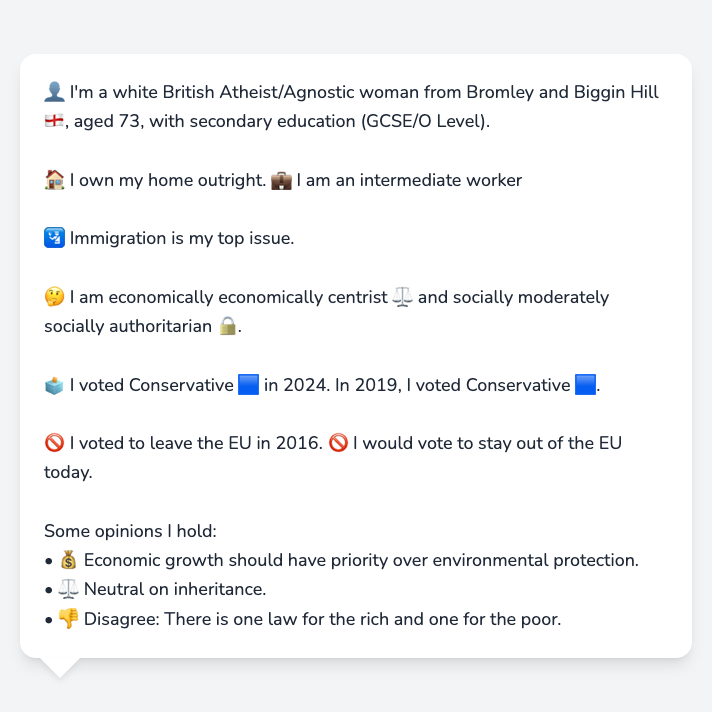 👤 I'm a white British Atheist/Agnostic woman from Bromley and Biggin Hill
🏴󠁧󠁢󠁥󠁮󠁧󠁿, aged 73, with secondary education (GCSE/O Level).
🏠 I own my home outright. 💼 I am an intermediate worker
🛂 Immigration is my top issue.
🤔 I am economically economically centrist ⚖️ and socially moderately
socially authoritarian 🔒.
🗳️ I voted Conservative 🟦 in 2024. In 2019, I voted Conservative 🟦.
🚫 I voted to leave the EU in 2016. 🚫 I would vote to stay out of the EU
today.
Some opinions I hold:
• 💰 Economic growth should have priority over environmental protection.
• ⚖️ Neutral on inheritance.
• 👎 Disagree: There is one law for the rich and one for the poor.